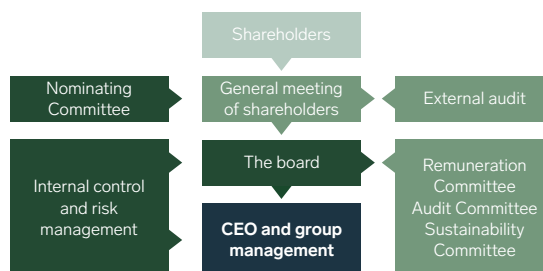 Shareholders
Nominating
Committee
General meeting
of shareholders
External audit
Internal control
and risk
management
The board
CEO and group
management
Remuneration
Committee
Audit Committee
Sustainability
Committee